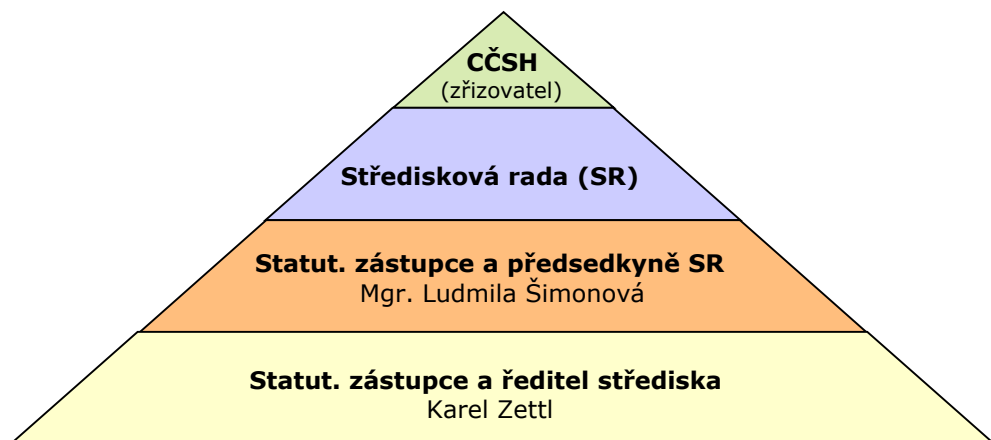 CČSH
(zřizovatel)
Středisková rada (SR)
Statut. zástupce a předsedkyně SR
Mgr. Ludmila Šimonová
Statut. zástupce a ředitel střediska
Karel Zettl